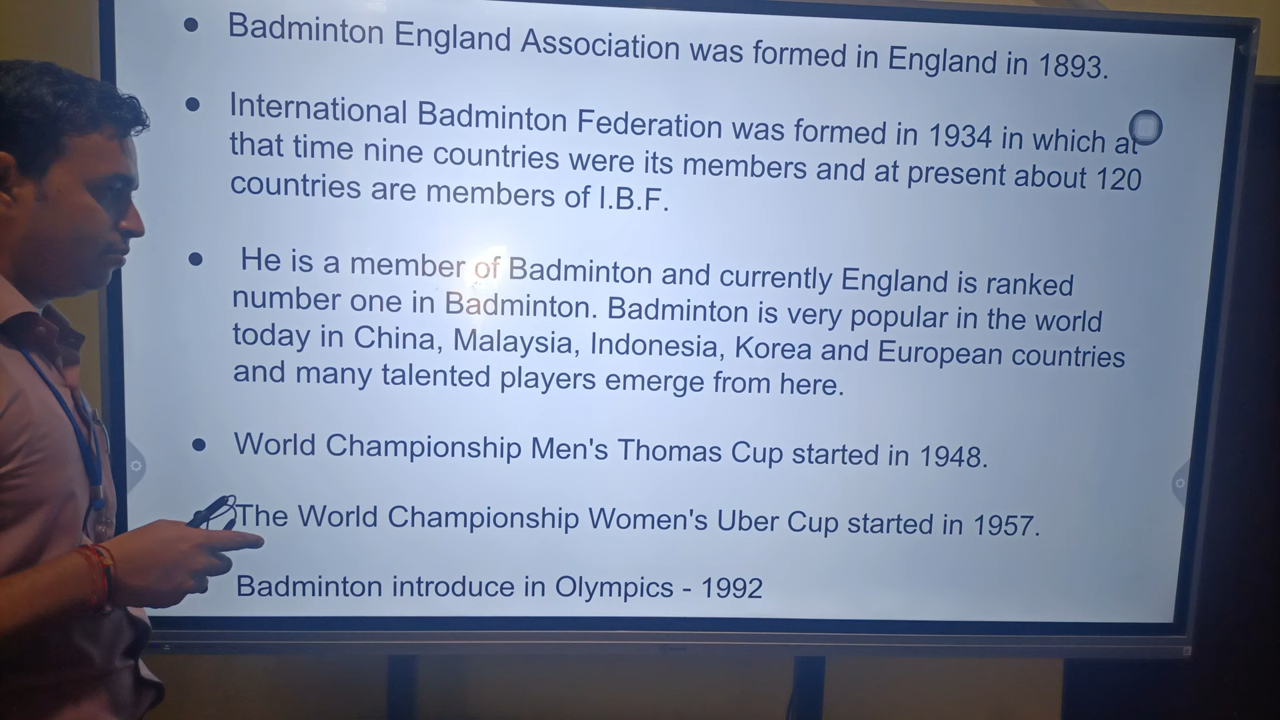 ● Badminton England Association was formed in England in 1893.
● International Badminton Federation was formed in 1934 in which at
that time nine countries were its members and at present about 120
countries are members of I.B.F.
● He is a member of Badminton and currently England is ranked
number one in Badminton. Badminton is very popular in the world
today in China, Malaysia, Indonesia, Korea and European countries
and many talented players emerge from here.
● World Championship Men's Thomas Cup started in 1948.
The World Championship Women's Uber Cup started in 1957.
Badminton introduce in Olympics - 1992